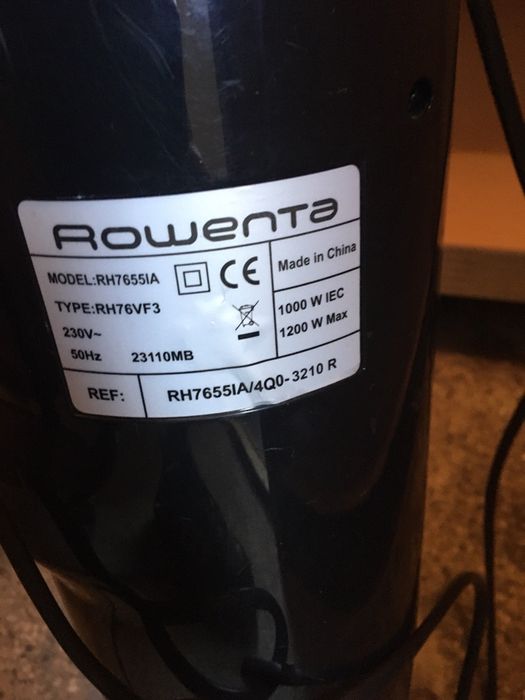 Rowenta
MODEL:RH7655IA
CE
Made in China
TYPE:RH76VF3
230V~
50Hz 23110MB
1000 W IEC
1200 W Max
REF: RH7655IA/4Q0-3210 R